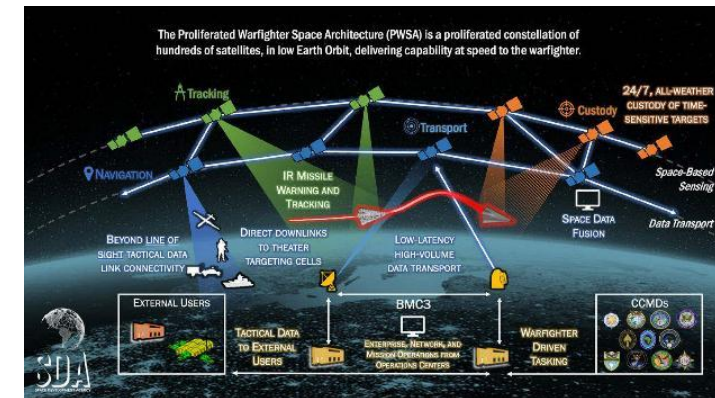 The Proliferated Warfighter Space Architecture (PWSA) is a proliferated constellation of
hundreds of satellites, in low Earth Orbit, delivering capability at speed to the warfighter.
Tracking
24/7, ALL-WEATHER
CUSTODY OF TIME-
SENSITIVE TARGETS
Custody
Transport
NAVIGATION
IR MISSILE
WARNING AND
TRACKING
Space-Based
Sensing
Data Transport
SPACE DATA
FUSION
BEYOND LINE OF
SIGHT TACTICAL DATA
LINK CONNECTIVITY
DIRECT DOWNLINKS
TO THEATER
TARGETING CELLS
LOW-LATENCY
HIGH-VOLUME
DATA TRANSPORT
EXTERNAL USERS
BMC3
CCMDs
TACTICAL DATA
TO EXTERNAL
USERS
ENTERPRISE, NETWORK, AND
MISSION OPERATIONS FROM
OPERATIONS CENTERS
WARFIGHTER
DRIVEN
TASKING
SDA